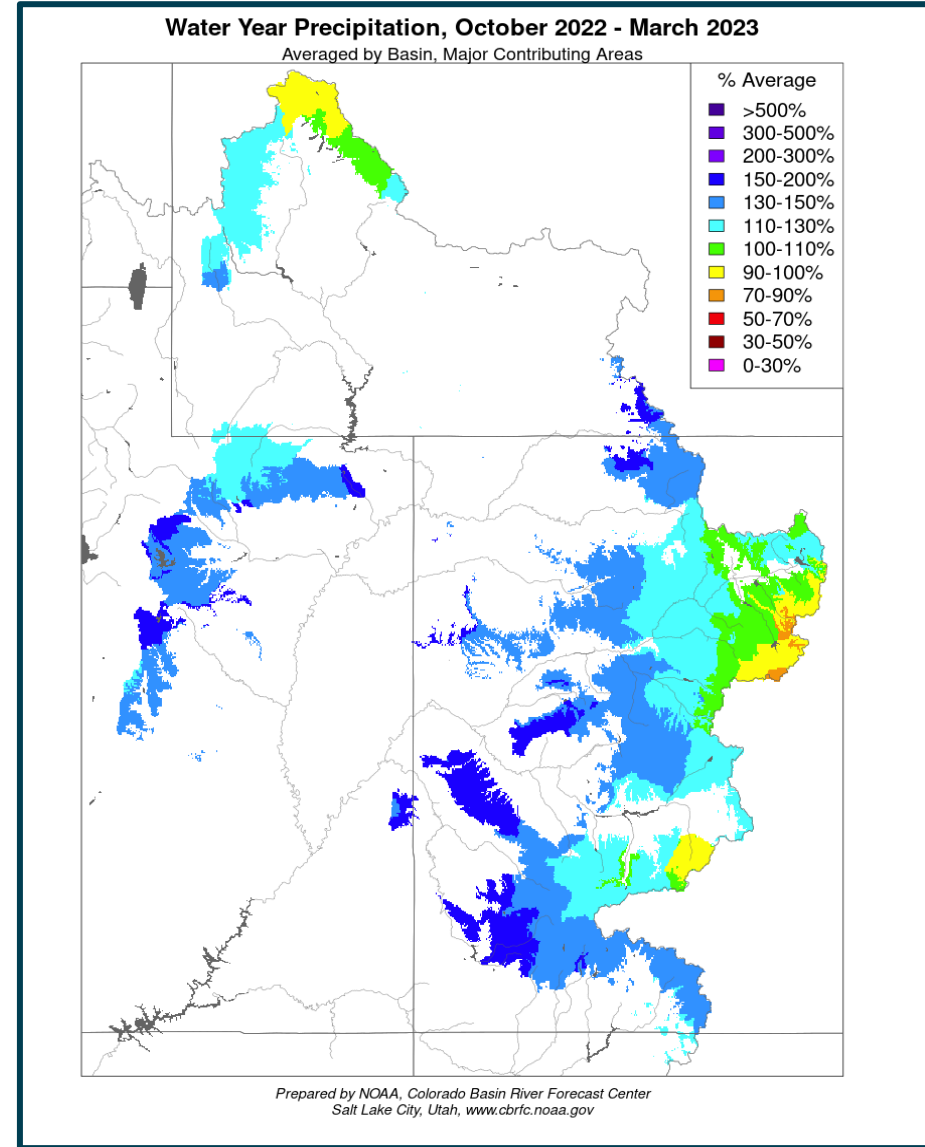 Water Year Precipitation, October 2022 - March 2023
Averaged by Basin, Major Contributing Areas
% Average
>500%
300-500%
200-300%
150-200%
130-150%
110-130%
100-110%
90-100%
70-90%
50-70%
30-50%
0-30%
Prepared by NOAA, Colorado Basin River Forecast Center
Salt Lake City, Utah, www.cbrfc.noaa.gov